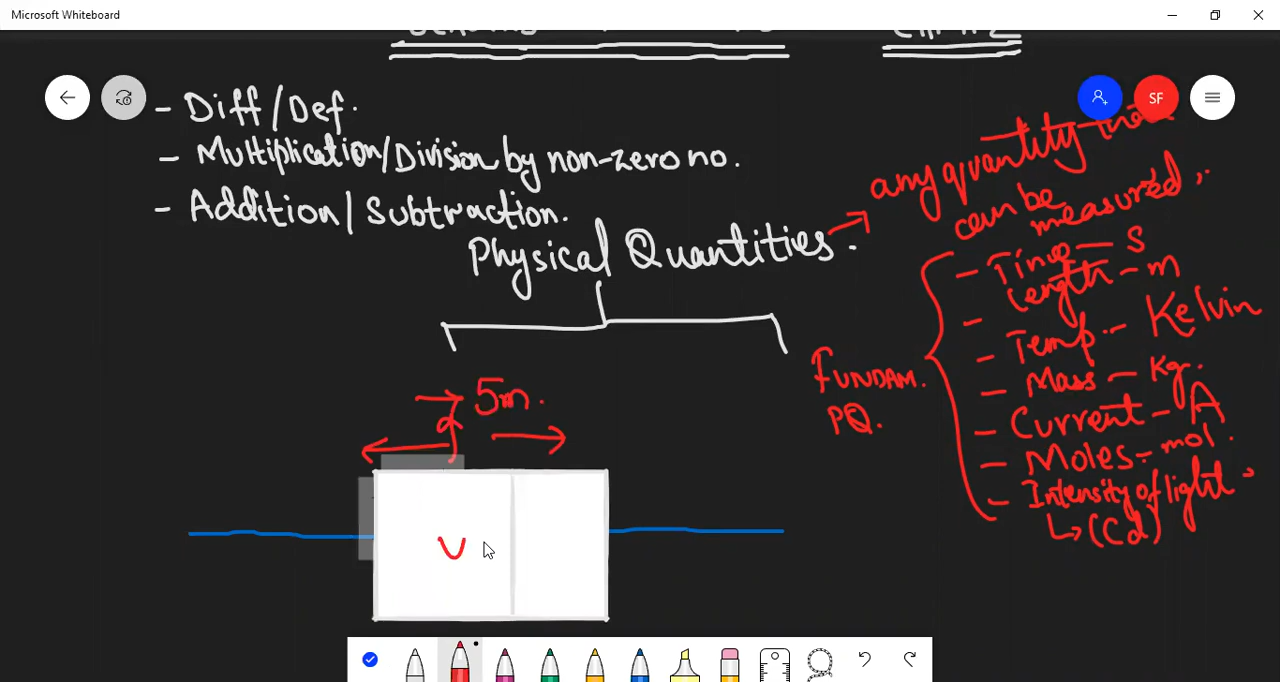 Microsoft Whiteboard
- Diff/Def.
- Multiplication/Division by non-zero no.
- Addition/Subtraction.
SF
Physical Quantities.
→ any quantity that
can be
measured.
- Time - S
- length - m
- Temp - Kelvin
- Mass - Kg.
- Current - A
- Moles - mol.
- Intensity of light
↳ (Cd)
FUNDAM.
PQ.
→ 5m.
V